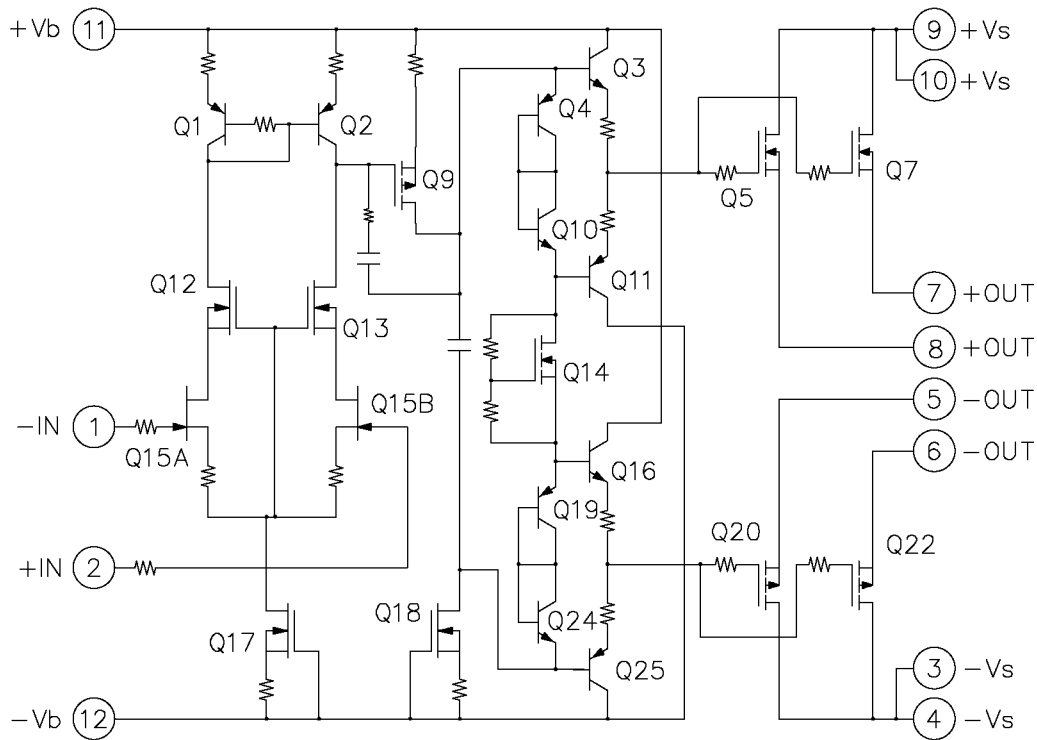 +Vb 11
9 +Vs
Q3
10 +Vs
Q4
Q1
Q2
Q9
Q5
Q7
Q10
Q12
Q11
Q13
7 +OUT
8 +OUT
Q14
Q15B
5 -OUT
-IN 1
6 -OUT
Q15A
Q16
Q19
Q20
Q22
+IN 2
Q18
Q24
Q17
Q25
3 -Vs
-Vb 12
4 -Vs